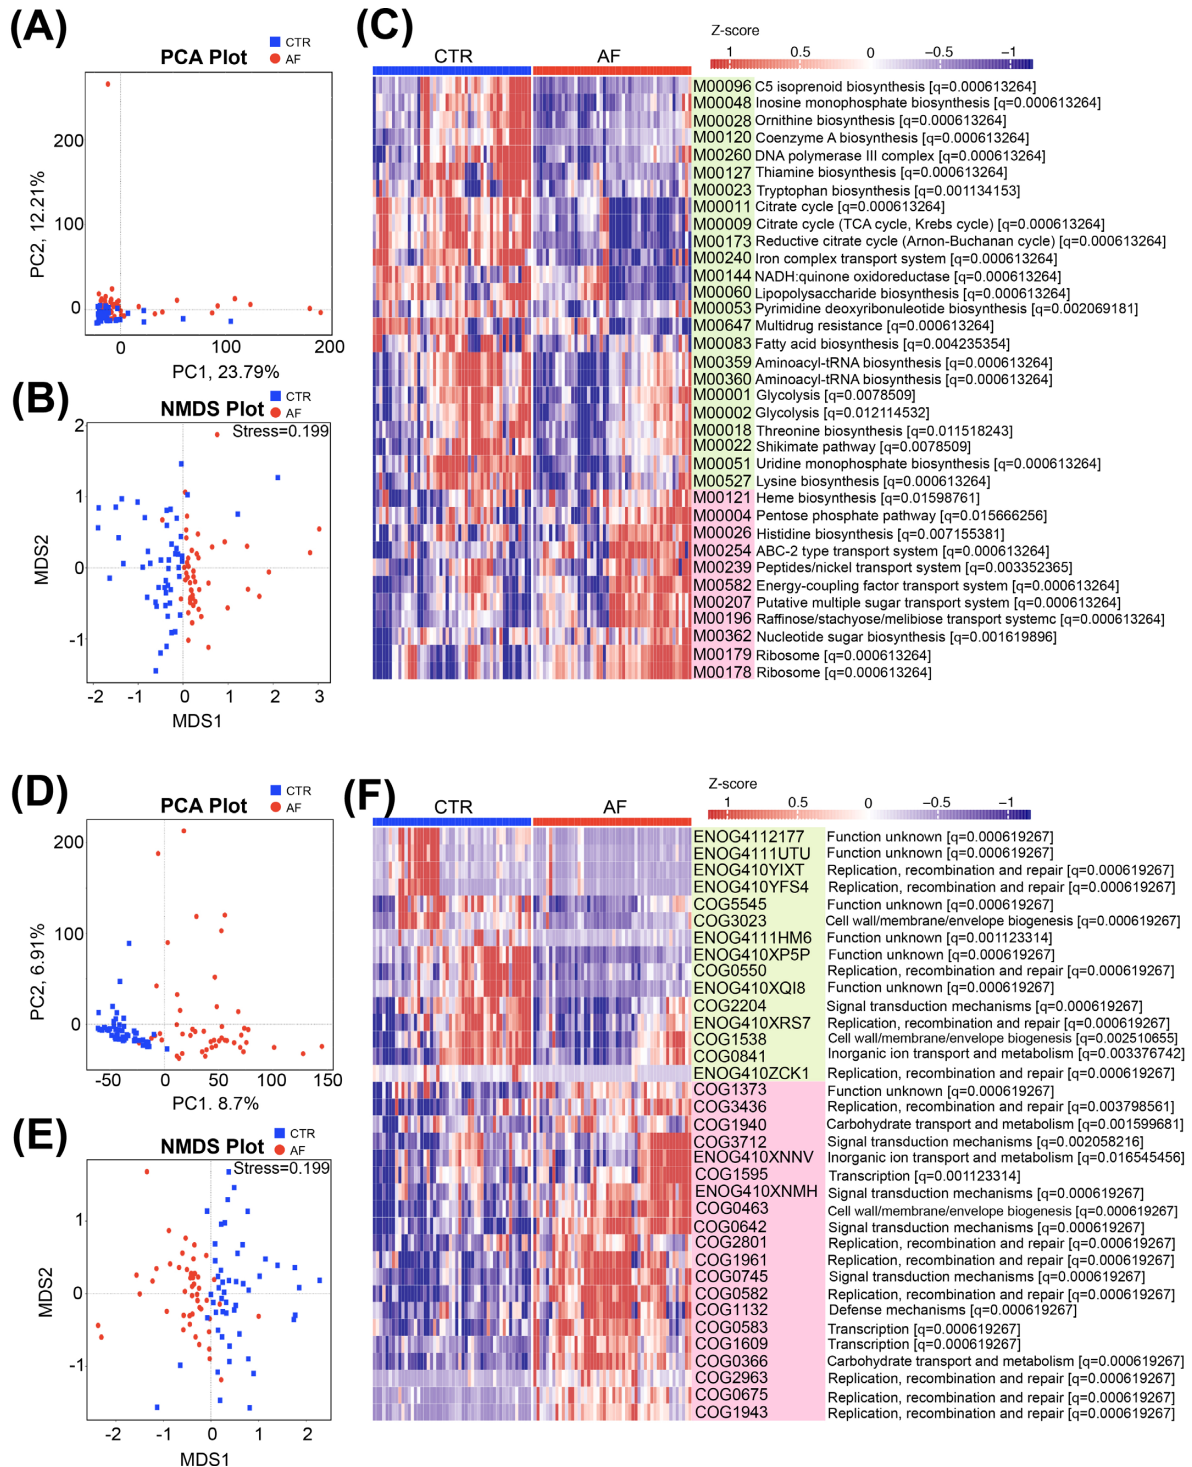 (A)
PCA Plot
CTR
AF
PC2, 12.21%
200
100
0
0
100
200
PC1, 23.79%
(B)
NMDS Plot
CTR
AF
Stress=0.199
MDS2
2
1
0
-1
-2
-1
0
1
2
3
MDS1
(C)
CTR
AF
Z-score
1
0.5
0
−0.5
−1
M00096 C5 isoprenoid biosynthesis [q=0.000613264]
M00048 Inosine monophosphate biosynthesis [q=0.000613264]
M00028 Ornithine biosynthesis [q=0.000613264]
M00120 Coenzyme A biosynthesis [q=0.000613264]
M00260 DNA polymerase III complex [q=0.000613264]
M00127 Thiamine biosynthesis [q=0.000613264]
M00023 Tryptophan biosynthesis [q=0.001134153]
M00011 Citrate cycle [q=0.000613264]
M00009 Citrate cycle (TCA cycle, Krebs cycle) [q=0.000613264]
M00173 Reductive citrate cycle (Arnon-Buchanan cycle) [q=0.000613264]
M00240 Iron complex transport system [q=0.000613264]
M00144 NADH:quinone oxidoreductase [q=0.000613264]
M00060 Lipopolysaccharide biosynthesis [q=0.000613264]
M00053 Pyrimidine deoxyribonuleotide biosynthesis [q=0.002069181]
M00647 Multidrug resistance [q=0.000613264]
M00083 Fatty acid biosynthesis [q=0.004235354]
M00359 Aminoacyl-tRNA biosynthesis [q=0.000613264]
M00360 Aminoacyl-tRNA biosynthesis [q=0.000613264]
M00001 Glycolysis [q=0.0078509]
M00002 Glycolysis [q=0.012114532]
M00018 Threonine biosynthesis [q=0.011518243]
M00022 Shikimate pathway [q=0.0078509]
M00051 Uridine monophosphate biosynthesis [q=0.000613264]
M00527 Lysine biosynthesis [q=0.000613264]
M00121 Heme biosynthesis [q=0.01598761]
M00004 Pentose phosphate pathway [q=0.015666256]
M00026 Histidine biosynthesis [q=0.007155381]
M00254 ABC-2 type transport system [q=0.000613264]
M00239 Peptides/nickel transport system [q=0.003352365]
M00582 Energy-coupling factor transport system [q=0.000613264]
M00207 Putative multiple sugar transport system [q=0.000613264]
M00196 Raffinose/stachyose/melibiose transport systemc [q=0.000613264]
M00362 Nucleotide sugar biosynthesis [q=0.001619896]
M00179 Ribosome [q=0.000613264]
M00178 Ribosome [q=0.000613264]
(D)
PCA Plot
CTR
AF
PC2, 6.91%
200
100
0
-50
0
50
100
150
PC1. 8.7%
(E)
NMDS Plot
CTR
AF
Stress=0.199
MDS2
1
0
-1
-2
-1
0
1
2
MDS1
(F)
CTR
AF
Z-score
1
0.5
0
−0.5
−1
ENOG4112177 Function unknown [q=0.000619267]
ENOG4111UTU Function unknown [q=0.000619267]
ENOG410YIXT Replication, recombination and repair [q=0.000619267]
ENOG410YFS4 Replication, recombination and repair [q=0.000619267]
COG5545 Function unknown [q=0.000619267]
COG3023 Cell wall/membrane/envelope biogenesis [q=0.000619267]
ENOG4111HM6 Function unknown [q=0.001123314]
ENOG410XP5P Function unknown [q=0.000619267]
COG0550 Replication, recombination and repair [q=0.000619267]
ENOG410XQI8 Function unknown [q=0.000619267]
COG2204 Signal transduction mechanisms [q=0.000619267]
ENOG410XRS7 Replication, recombination and repair [q=0.000619267]
COG1538 Cell wall/membrane/envelope biogenesis [q=0.002510655]
COG0841 Inorganic ion transport and metabolism [q=0.003376742]
ENOG410ZCK1 Replication, recombination and repair [q=0.000619267]
COG1373 Function unknown [q=0.000619267]
COG3436 Replication, recombination and repair [q=0.003798561]
COG1940 Carbohydrate transport and metabolism [q=0.001599681]
COG3712 Signal transduction mechanisms [q=0.002058216]
ENOG410XNNV Inorganic ion transport and metabolism [q=0.016545456]
COG1595 Transcription [q=0.001123314]
ENOG410XNMH Signal transduction mechanisms [q=0.000619267]
COG0463 Cell wall/membrane/envelope biogenesis [q=0.000619267]
COG0642 Signal transduction mechanisms [q=0.000619267]
COG2801 Replication, recombination and repair [q=0.000619267]
COG1961 Replication, recombination and repair [q=0.000619267]
COG0745 Signal transduction mechanisms [q=0.000619267]
COG0582 Replication, recombination and repair [q=0.000619267]
COG1132 Defense mechanisms [q=0.000619267]
COG0583 Transcription [q=0.000619267]
COG1609 Transcription [q=0.000619267]
COG0366 Carbohydrate transport and metabolism [q=0.000619267]
COG2963 Replication, recombination and repair [q=0.000619267]
COG0675 Replication, recombination and repair [q=0.000619267]
COG1943 Replication, recombination and repair [q=0.000619267]